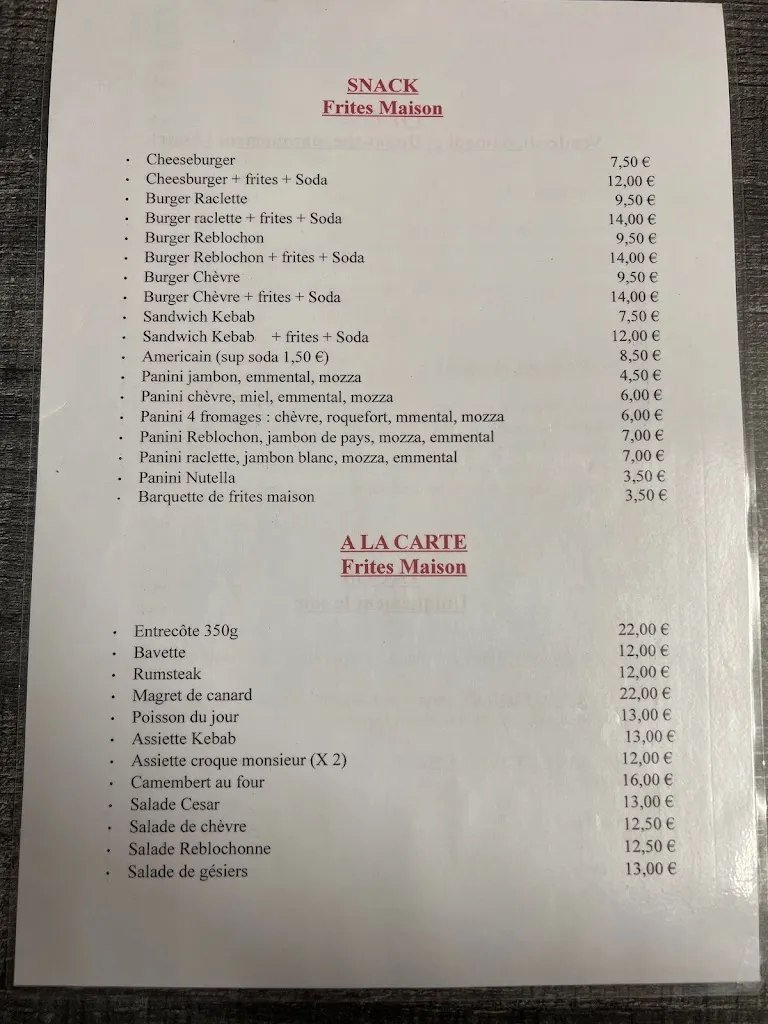 SNACK
Frites Maison
· Cheeseburger 7,50 €
· Cheesburger + frites + Soda 12,00 €
· Burger Raclette 9,50 €
· Burger raclette + frites + Soda 14,00 €
· Burger Reblochon 9,50 €
· Burger Reblochon + frites + Soda 14,00 €
· Burger Chèvre 9,50 €
· Burger Chèvre + frites + Soda 14,00 €
· Sandwich Kebab 7,50 €
· Sandwich Kebab + frites + Soda 12,00 €
· Americain (sup soda 1,50 €) 8,50 €
· Panini jambon, emmental, mozza 4,50 €
· Panini chèvre, miel, emmental, mozza 6,00 €
· Panini 4 fromages : chèvre, roquefort, mmental, mozza 6,00 €
· Panini Reblochon, jambon de pays, mozza, emmental 7,00 €
· Panini raclette, jambon blanc, mozza, emmental 7,00 €
· Panini Nutella 3,50 €
· Barquette de frites maison 3,50 €
A LA CARTE
Frites Maison
· Entrecôte 350g 22,00 €
· Bavette 12,00 €
· Rumsteak 12,00 €
· Magret de canard 22,00 €
· Poisson du jour 13,00 €
· Assiette Kebab 13,00 €
· Assiette croque monsieur (X 2) 12,00 €
· Camembert au four 16,00 €
· Salade Cesar 13,00 €
· Salade de chèvre 12,50 €
· Salade Reblochonne 12,50 €
· Salade de gésiers 13,00 €